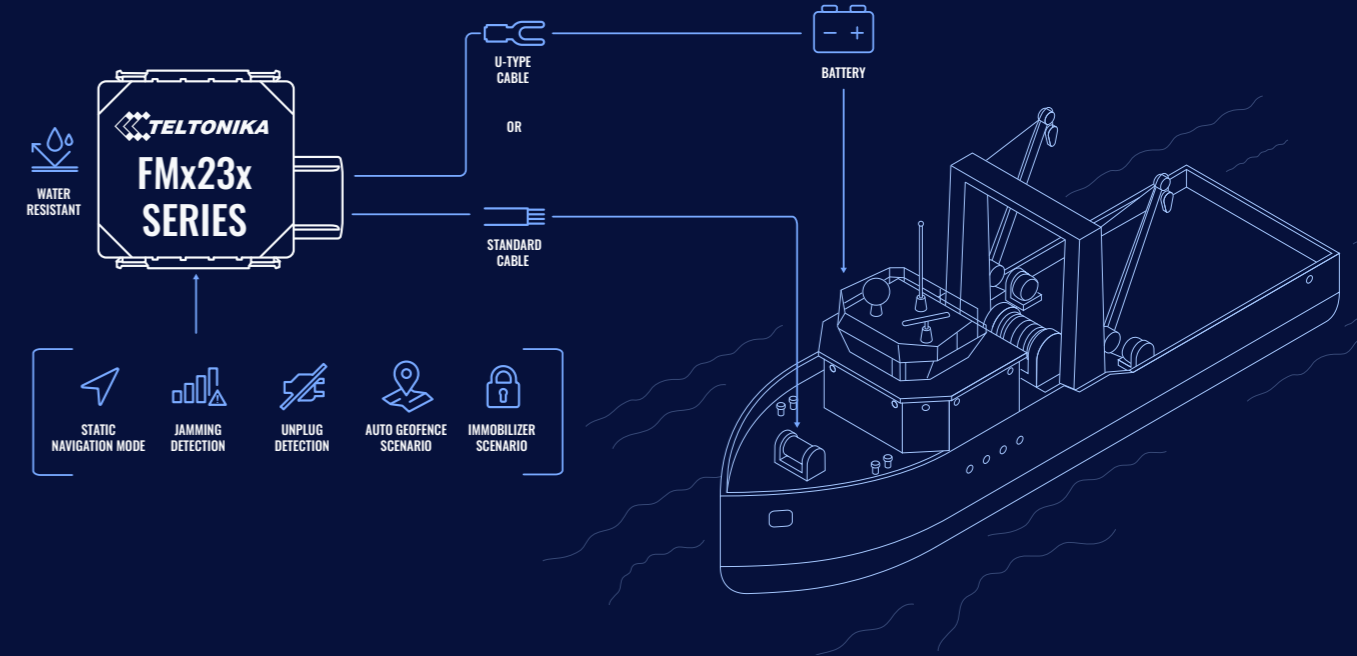 TELTONIKA
FMx23x
SERIES
WATER
RESISTANT
U-TYPE
CABLE
OR
STANDARD
CABLE
BATTERY
STATIC
NAVIGATION MODE
JAMMING
DETECTION
UNPLUG
DETECTION
AUTO GEOFENCE
SCENARIO
IMMOBILIZER
SCENARIO